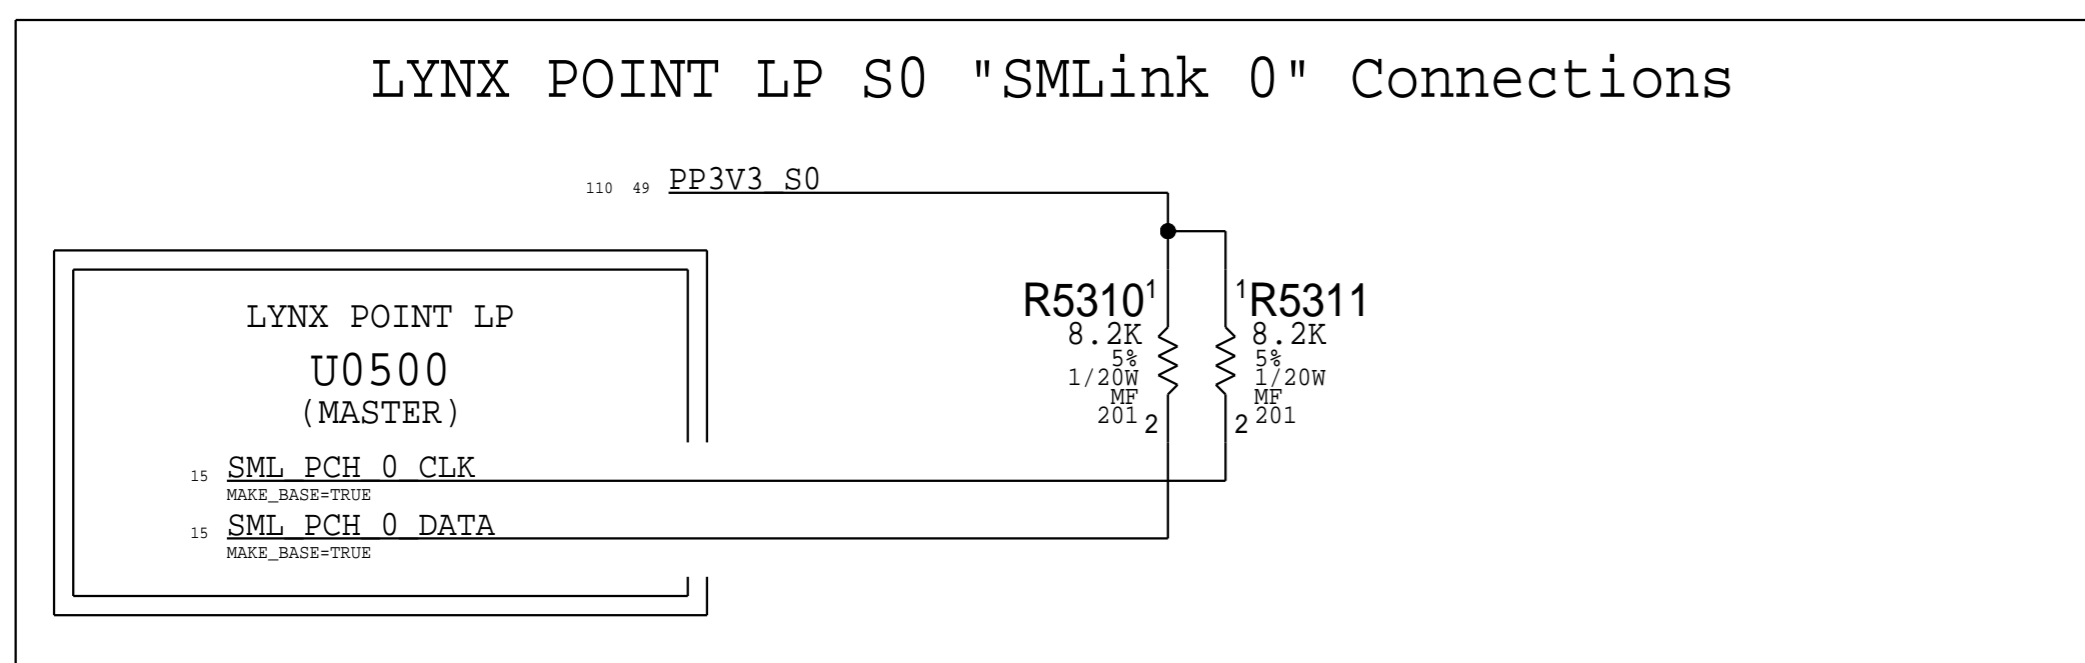 LYNX POINT LP S0 "SMLink 0" Connections
110 49 PP3V3_S0
LYNX POINT LP
U0500
(MASTER)
15 SML_PCH_0_CLK
MAKE_BASE=TRUE
15 SML_PCH_0_DATA
MAKE_BASE=TRUE
R5310 1
8.2K
5%
1/20W
MF
201 2
1 R5311
8.2K
5%
1/20W
MF
2 201